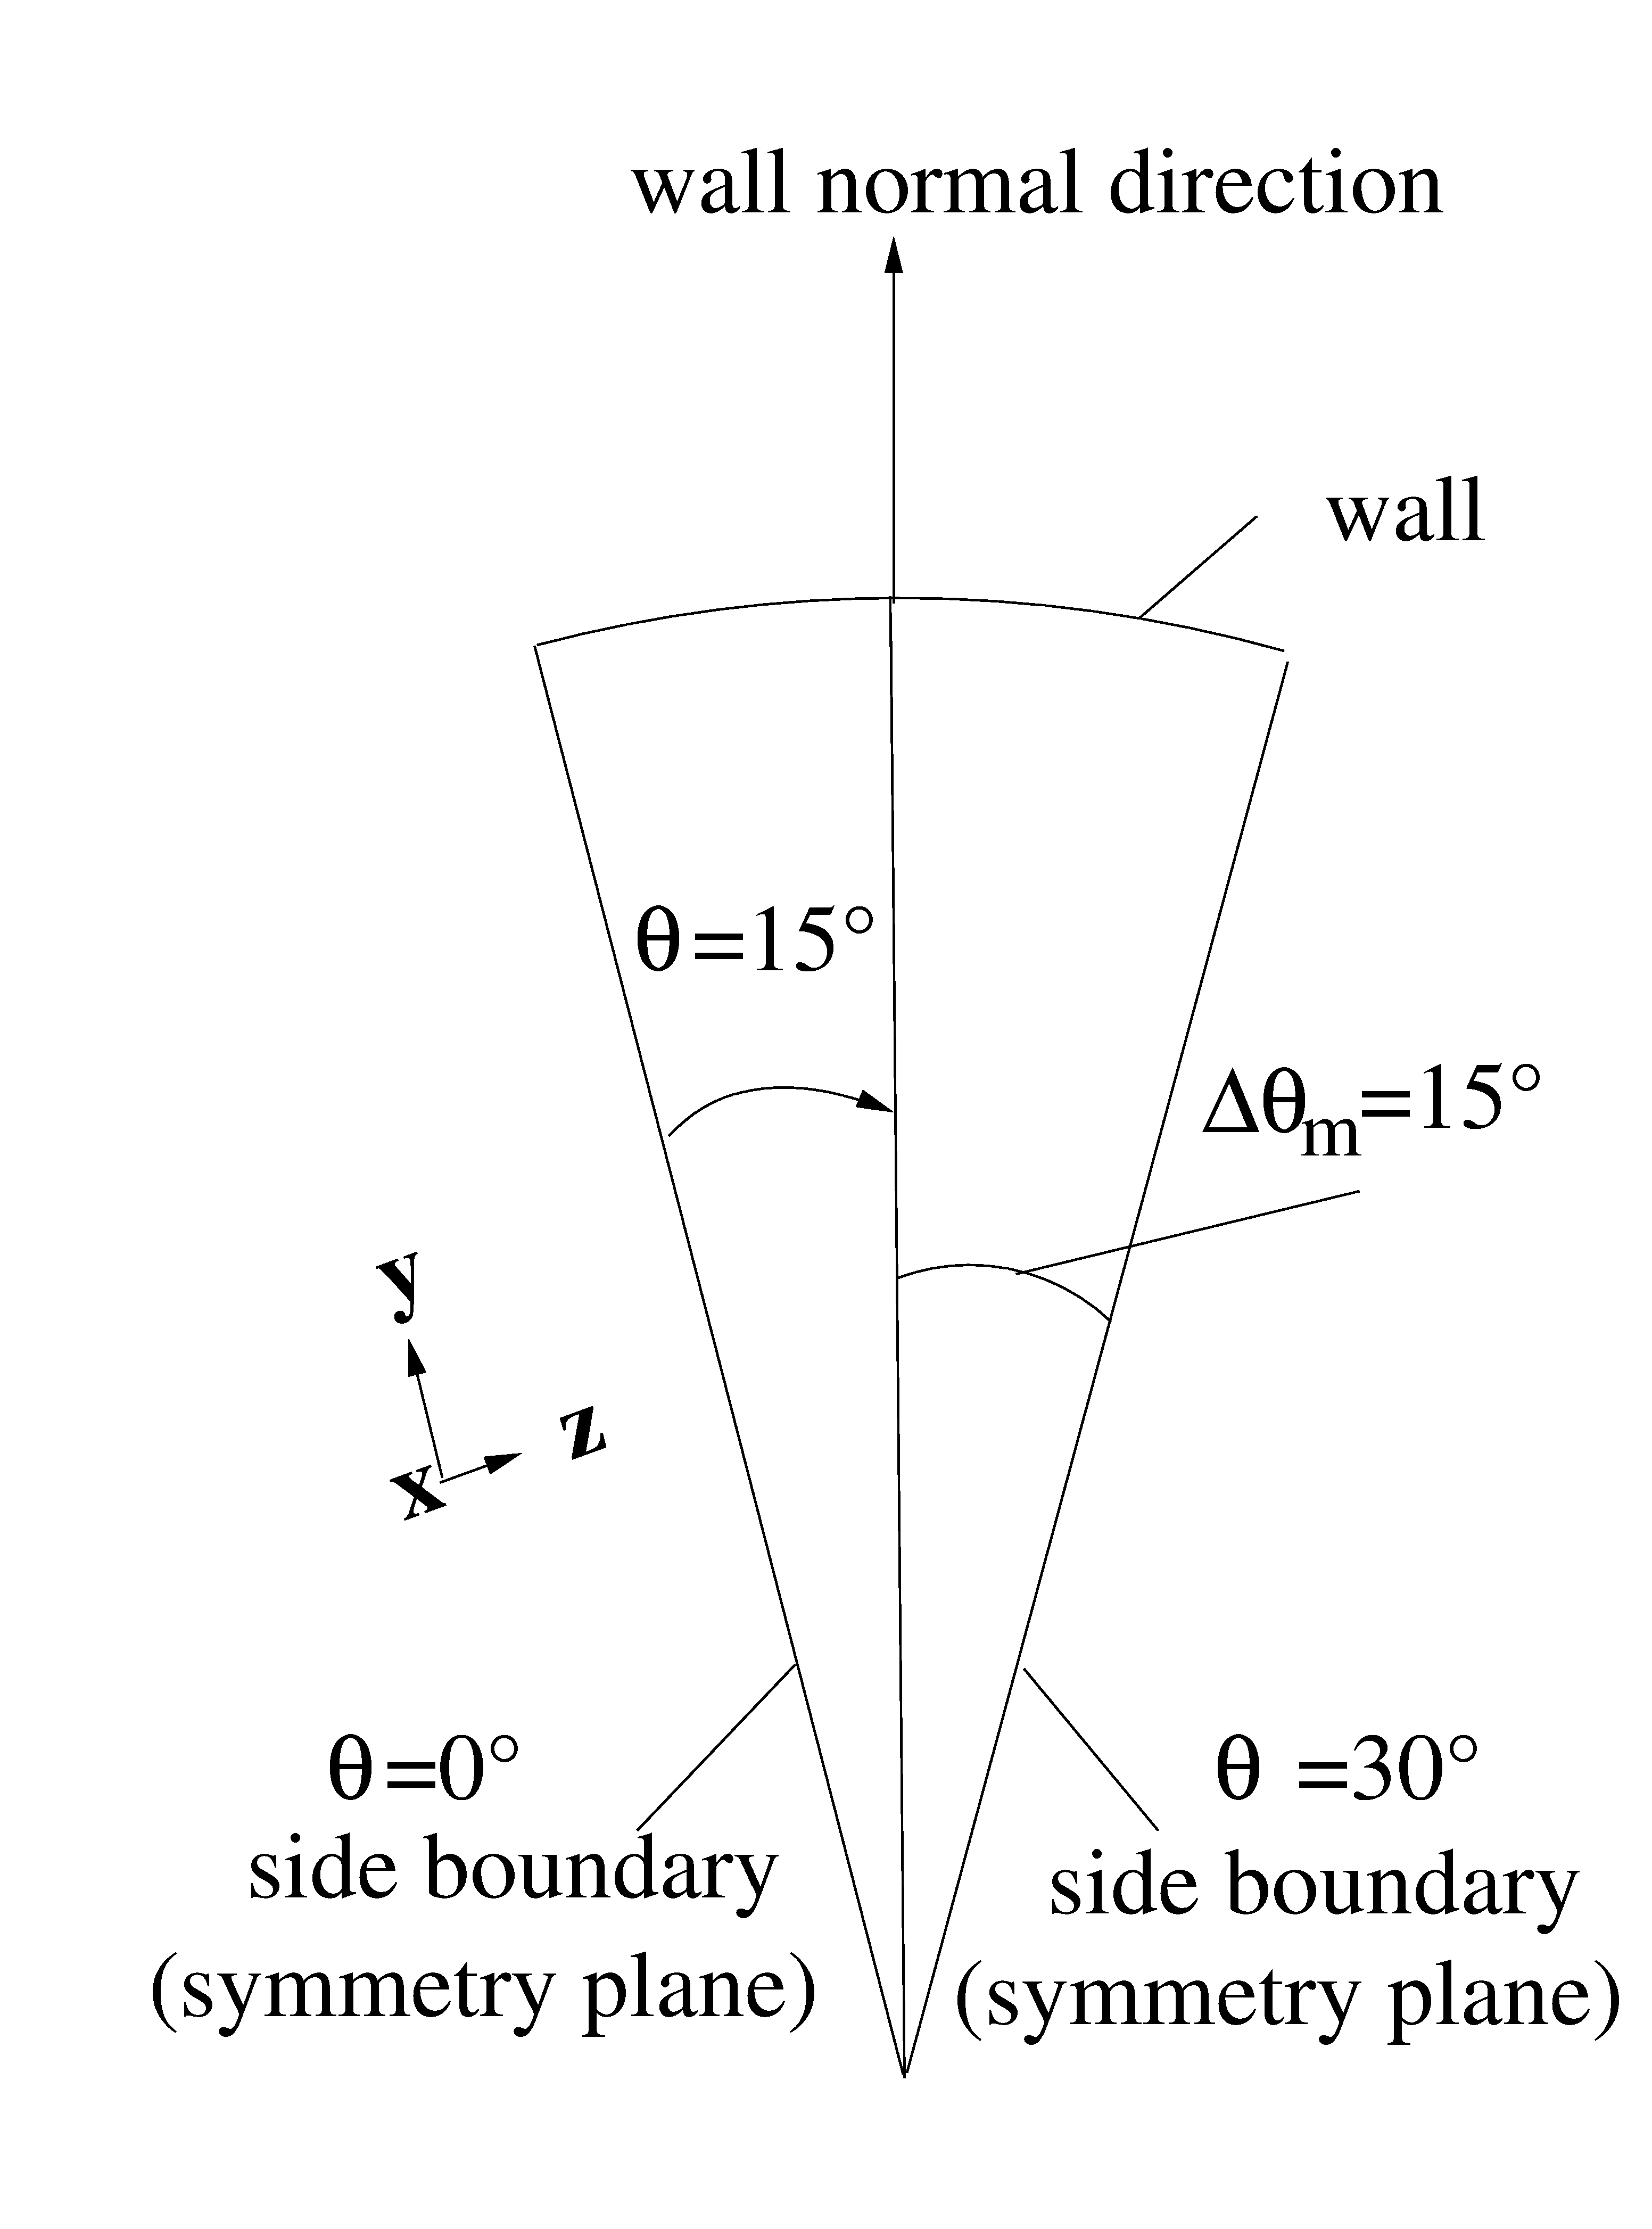 wall normal direction
wall
θ=15°
Δθm=15°
y
z
x
θ=0°
side boundary
(symmetry plane)
θ =30°
side boundary
(symmetry plane)